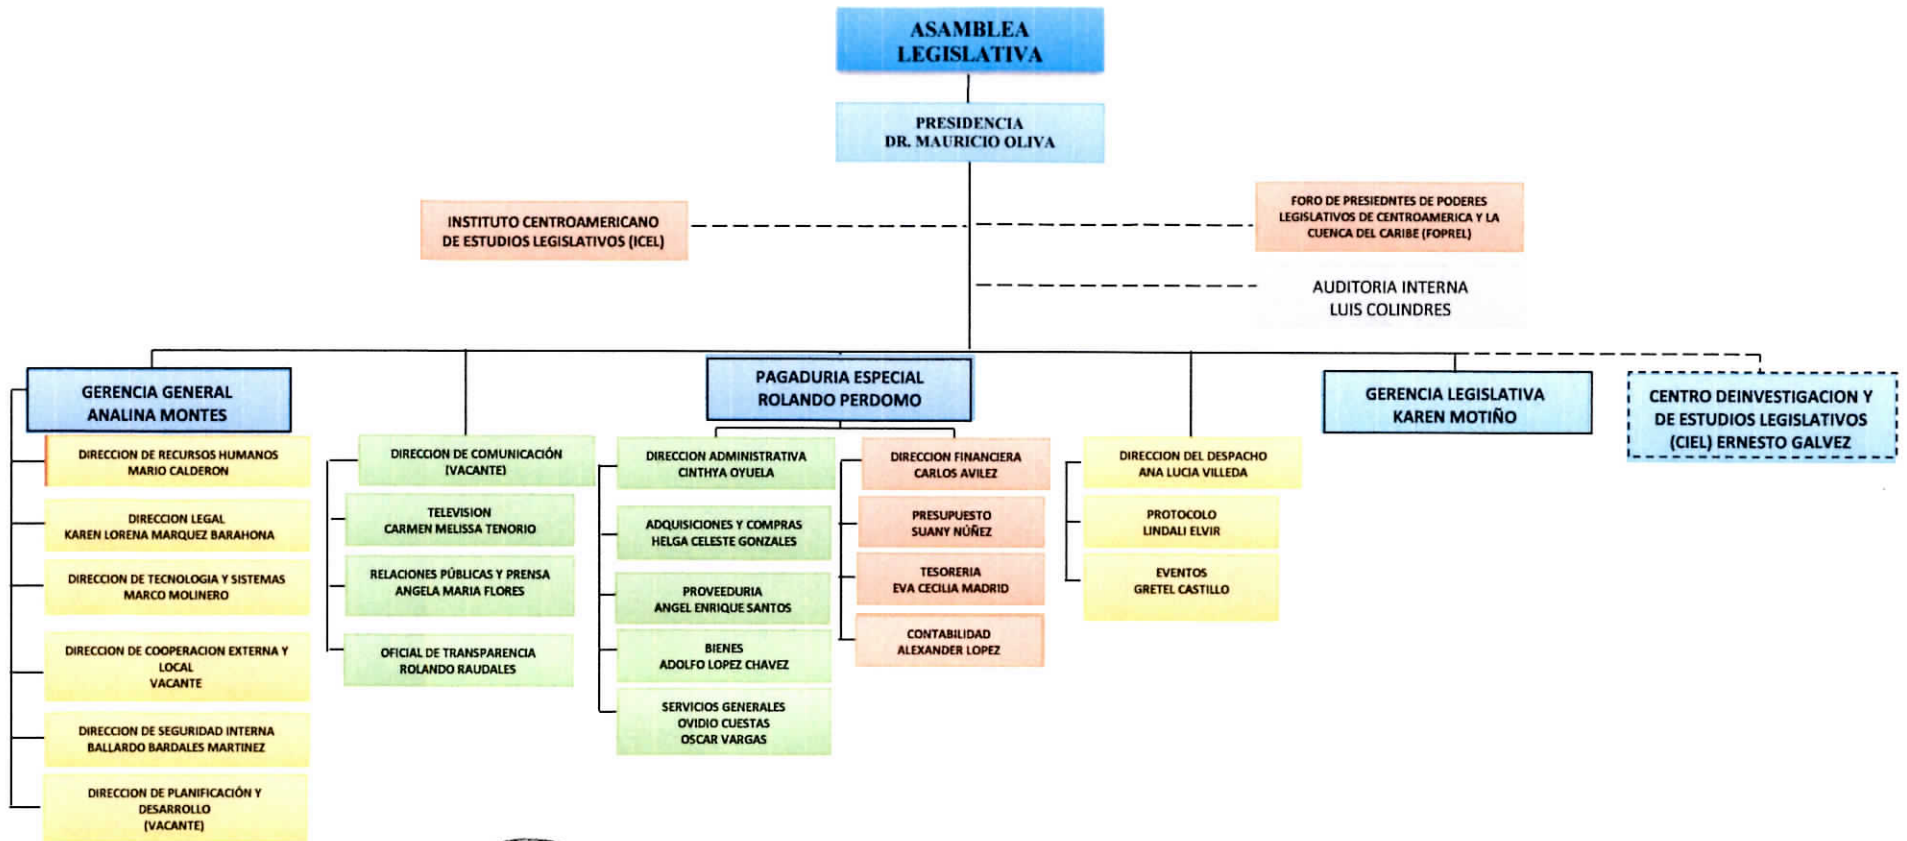 ASAMBLEA
LEGISLATIVA
PRESIDENCIA
DR. MAURICIO OLIVA
INSTITUTO CENTROAMERICANO
DE ESTUDIOS LEGISLATIVOS (ICEL)
FORO DE PRESIEDNTES DE PODERES
LEGISLATIVOS DE CENTROAMERICA Y LA
CUENCA DEL CARIBE (FOPREL)
AUDITORIA INTERNA
LUIS COLINDRES
GERENCIA GENERAL
ANALINA MONTES
DIRECCION DE RECURSOS HUMANOS
MARIO CALDERON
DIRECCION LEGAL
KAREN LORENA MARQUEZ BARAHONA
DIRECCION DE TECNOLOGIA Y SISTEMAS
MARCO MOLINERO
DIRECCION DE COOPERACION EXTERNA Y
LOCAL
VACANTE
DIRECCION DE SEGURIDAD INTERNA
BALLARDO BARDALES MARTINEZ
DIRECCION DE PLANIFICACIÓN Y
DESARROLLO
(VACANTE)
DIRECCION DE COMUNICACIÓN
(VACANTE)
TELEVISION
CARMEN MELISSA TENORIO
RELACIONES PÚBLICAS Y PRENSA
ANGELA MARIA FLORES
OFICIAL DE TRANSPARENCIA
ROLANDO RAUDALES
PAGADURIA ESPECIAL
ROLANDO PERDOMO
DIRECCION ADMINISTRATIVA
CINTHYA OYUELA
ADQUISICIONES Y COMPRAS
HELGA CELESTE GONZALES
PROVEEDURIA
ANGEL ENRIQUE SANTOS
BIENES
ADOLFO LOPEZ CHAVEZ
SERVICIOS GENERALES
OVIDIO CUESTAS
OSCAR VARGAS
DIRECCION FINANCIERA
CARLOS AVILEZ
PRESUPUESTO
SUANY NÚÑEZ
TESORERIA
EVA CECILIA MADRID
CONTABILIDAD
ALEXANDER LOPEZ
DIRECCION DEL DESPACHO
ANA LUCIA VILLEDA
PROTOCOLO
LINDALI ELVIR
EVENTOS
GRETEL CASTILLO
GERENCIA LEGISLATIVA
KAREN MOTIÑO
CENTRO DEINVESTIGACION Y
DE ESTUDIOS LEGISLATIVOS
(CIEL) ERNESTO GALVEZ